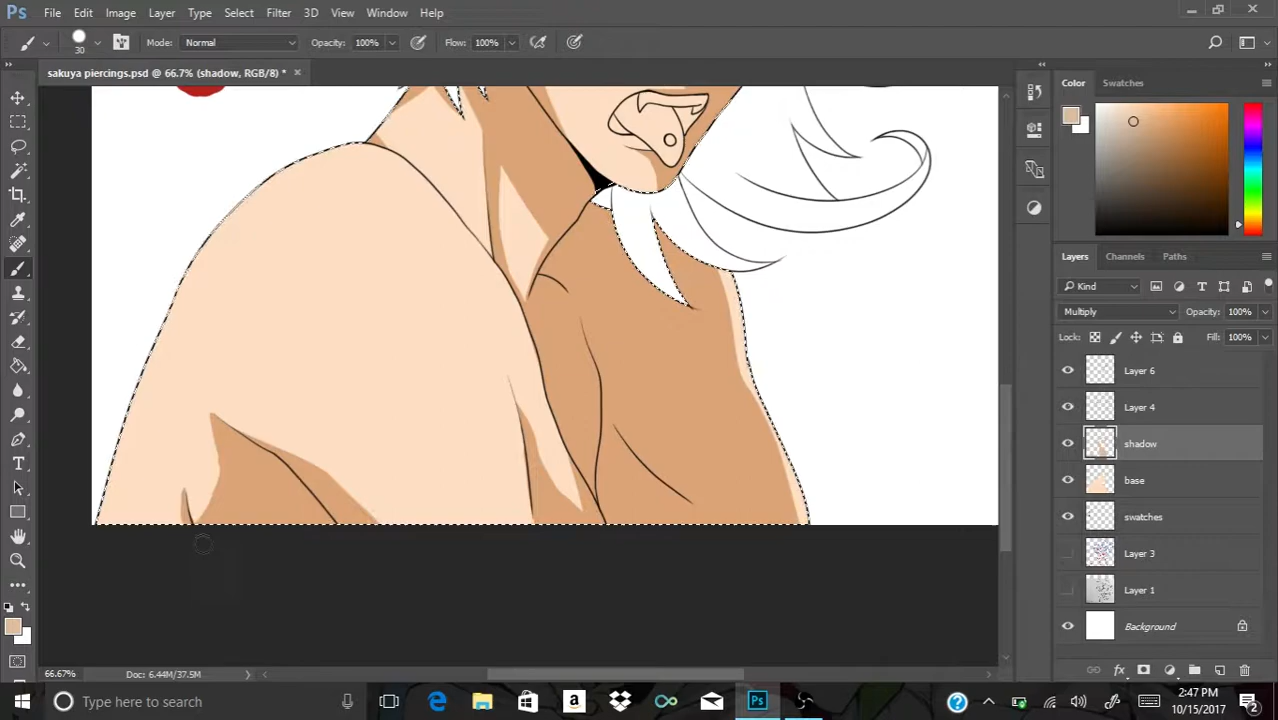 Ps File Edit Image Layer Type Select Filter 3D View Window Help
30 Mode: Normal Opacity: 100% Flow: 100%
sakuya piercings.psd @ 66.7% (shadow, RGB/8) *
Color Swatches
Layers Channels Paths
Kind
Multiply Opacity: 100%
Lock: Fill: 100%
Layer 6
Layer 4
shadow
base
swatches
Layer 3
Layer 1
Background
66.67% Doc: 6.44M/37.5M
Type here to search
2:47 PM
10/15/2017
2